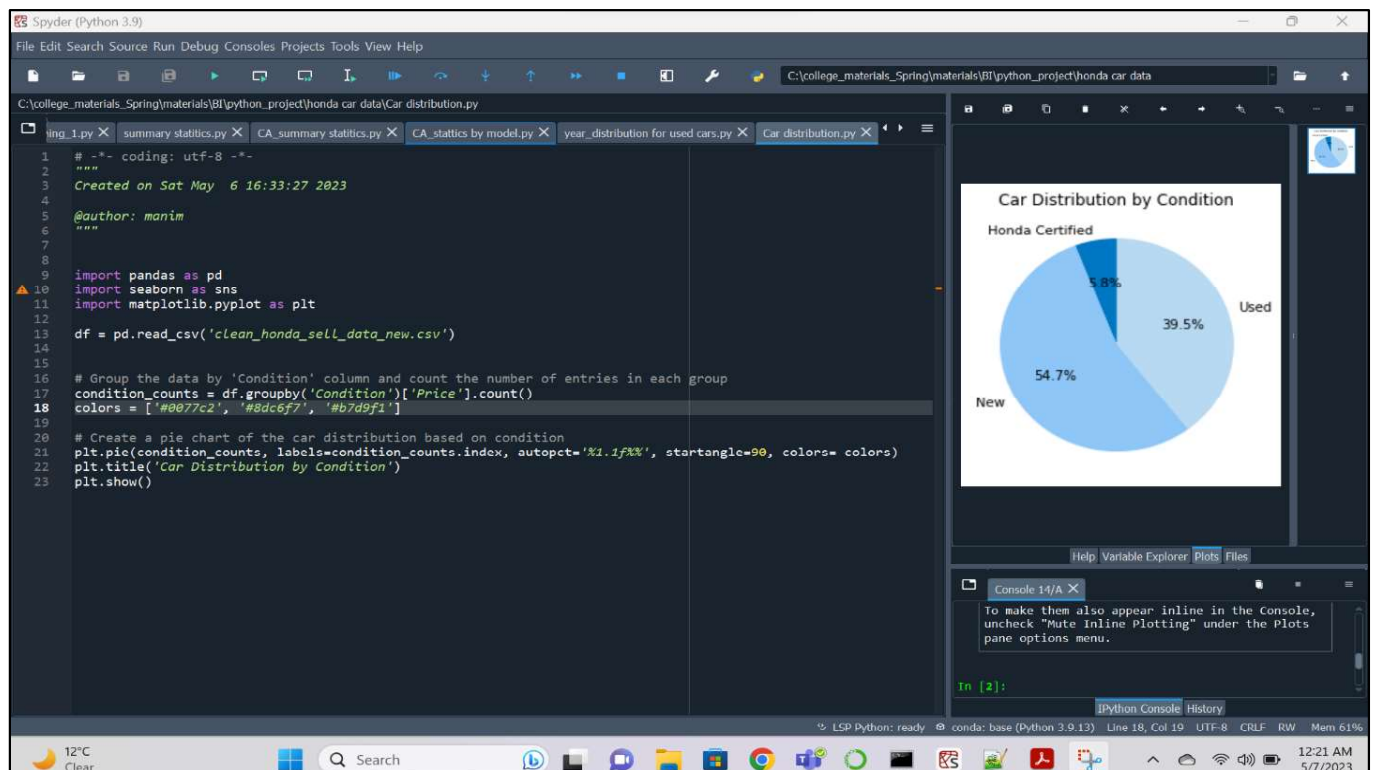 Spyder (Python 3.9)
File Edit Search Source Run Debug Consoles Projects Tools View Help
C:\college_materials_Spring\materials\BI\python_project\honda car data
C:\college_materials_Spring\materials\BI\python_project\honda car data\Car distribution.py
ing_1.py summary statitics.py CA_summary statitics.py CA_stattics by model.py year_distribution for used cars.py Car distribution.py
1 # -*- coding: utf-8 -*-
2 """
3 Created on Sat May  6 16:33:27 2023
4
5 @author: manim
6 """
7
8
9 import pandas as pd
10 import seaborn as sns
11 import matplotlib.pyplot as plt
12
13 df = pd.read_csv('clean_honda_sell_data_new.csv')
14
15
16 # Group the data by 'Condition' column and count the number of entries in each group
17 condition_counts = df.groupby('Condition')['Price'].count()
18 colors = ['#0077c2', '#8dc6f7', '#b7d9f1']
19
20 # Create a pie chart of the car distribution based on condition
21 plt.pie(condition_counts, labels=condition_counts.index, autopct='%1.1f%%', startangle=90, colors= colors)
22 plt.title('Car Distribution by Condition')
23 plt.show()
Car Distribution by Condition
Honda Certified
5.8%
Used
39.5%
54.7%
New
Help Variable Explorer Plots Files
Console 14/A
To make them also appear inline in the Console,
uncheck "Mute Inline Plotting" under the Plots
pane options menu.
In [2]:
IPython Console History
LSP Python: ready conda: base (Python 3.9.13) Line 18, Col 19 UTF-8 CRLF RW Mem 61%
12°C
Clear
Search
12:21 AM
5/7/2023